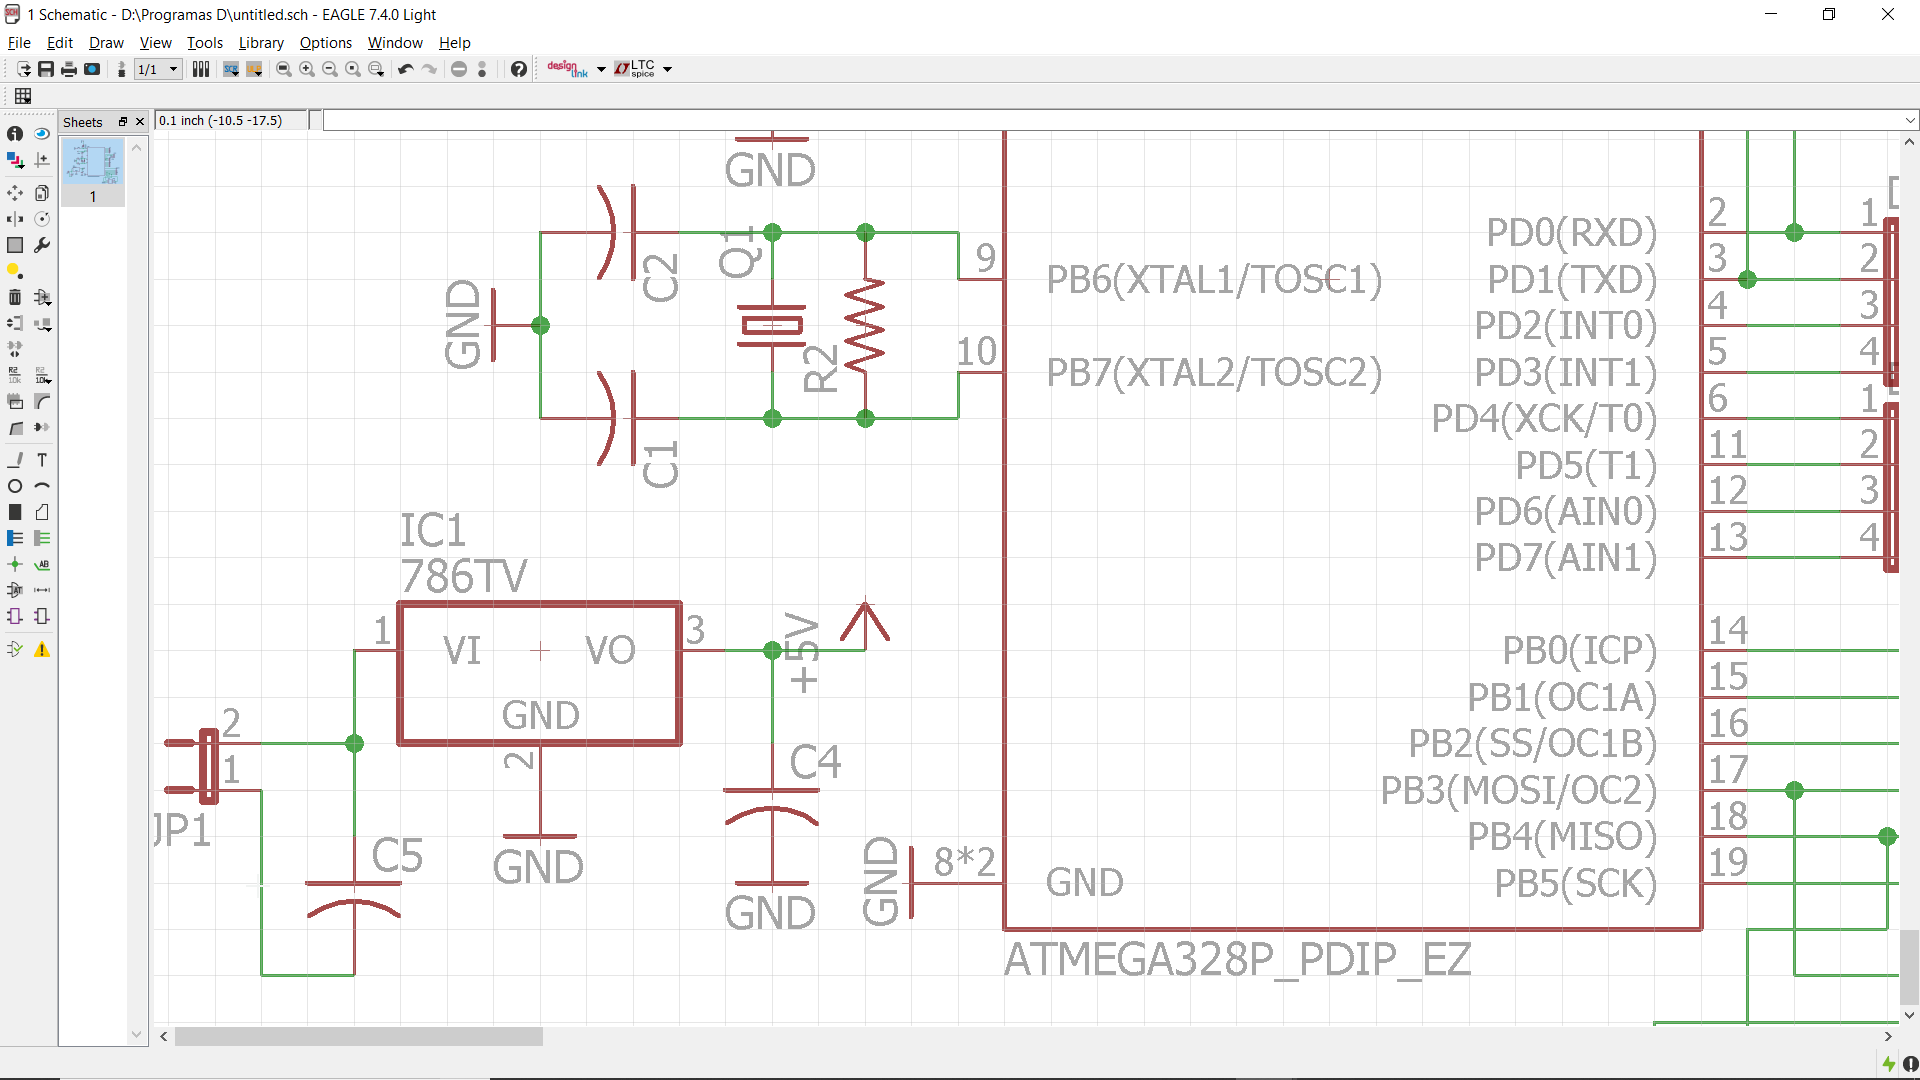 1 Schematic - D:\Programas D\untitled.sch - EAGLE 7.4.0 Light
File Edit Draw View Tools Library Options Window Help
1/1
design link
LTC spice
Sheets
0.1 inch (-10.5 -17.5)
1
GND
C2
Q1
GND
R2
C1
9
PB6(XTAL1/TOSC1)
10
PB7(XTAL2/TOSC2)
PD0(RXD) 2 1
PD1(TXD) 3 2
PD2(INT0) 4 3
PD3(INT1) 5 4
PD4(XCK/T0) 6 1
PD5(T1) 11 2
PD6(AIN0) 12 3
PD7(AIN1) 13 4
IC1
786TV
1 VI VO 3
GND
2
GND
+5V
2
1
JP1
C5
C4
GND
GND
8*2
GND
PB0(ICP) 14
PB1(OC1A) 15
PB2(SS/OC1B) 16
PB3(MOSI/OC2) 17
PB4(MISO) 18
PB5(SCK) 19
ATMEGA328P_PDIP_EZ